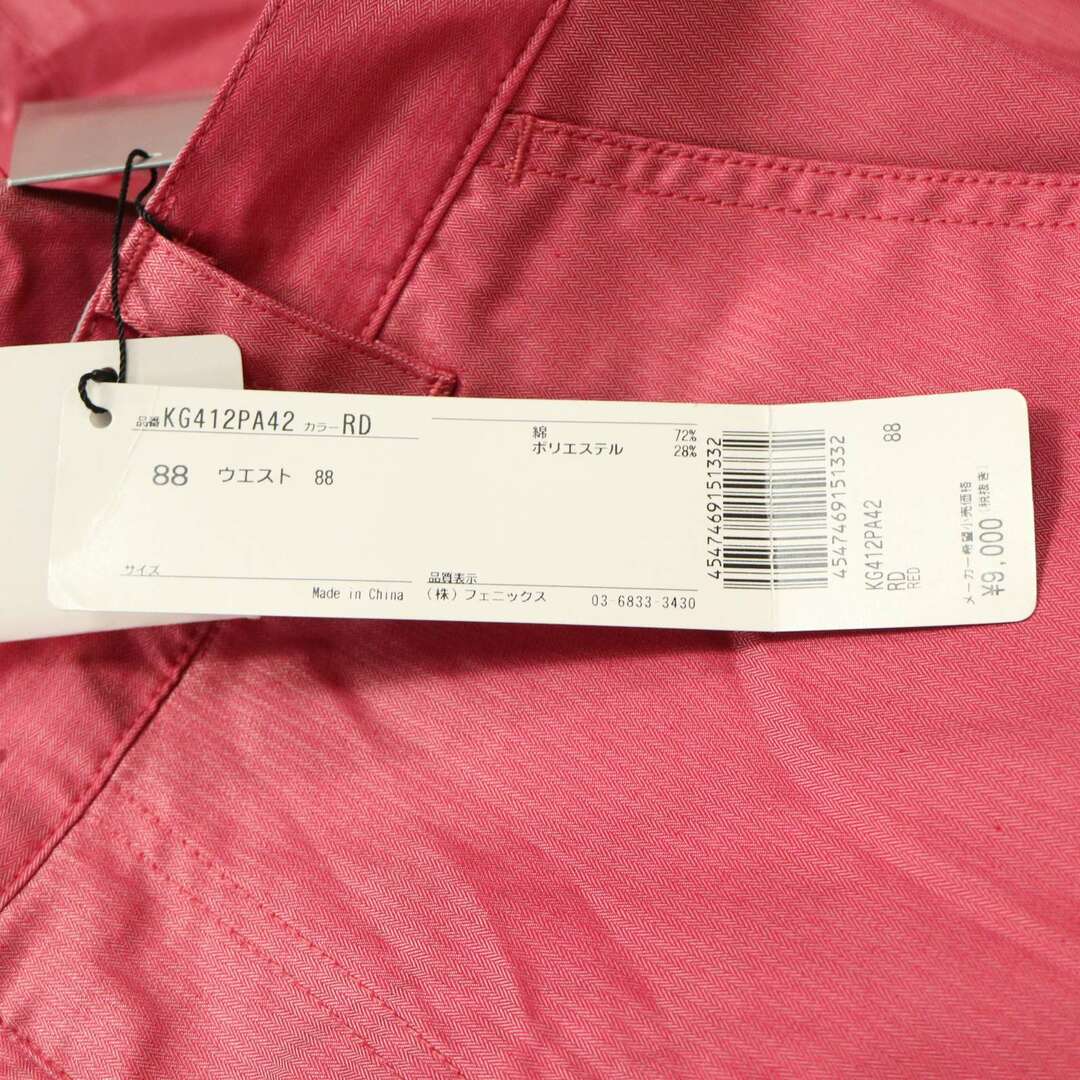 品番 KG412PA42 カラー RD
綿 72%
ポリエステル 28%
88 ウエスト 88
サイズ
品質表示
Made in China (株)フェニックス 03-6833-3430
4547469151332
4547469151332
KG412PA42
RD
RED
88
メーカー希望小売価格
¥9,000(税抜き)